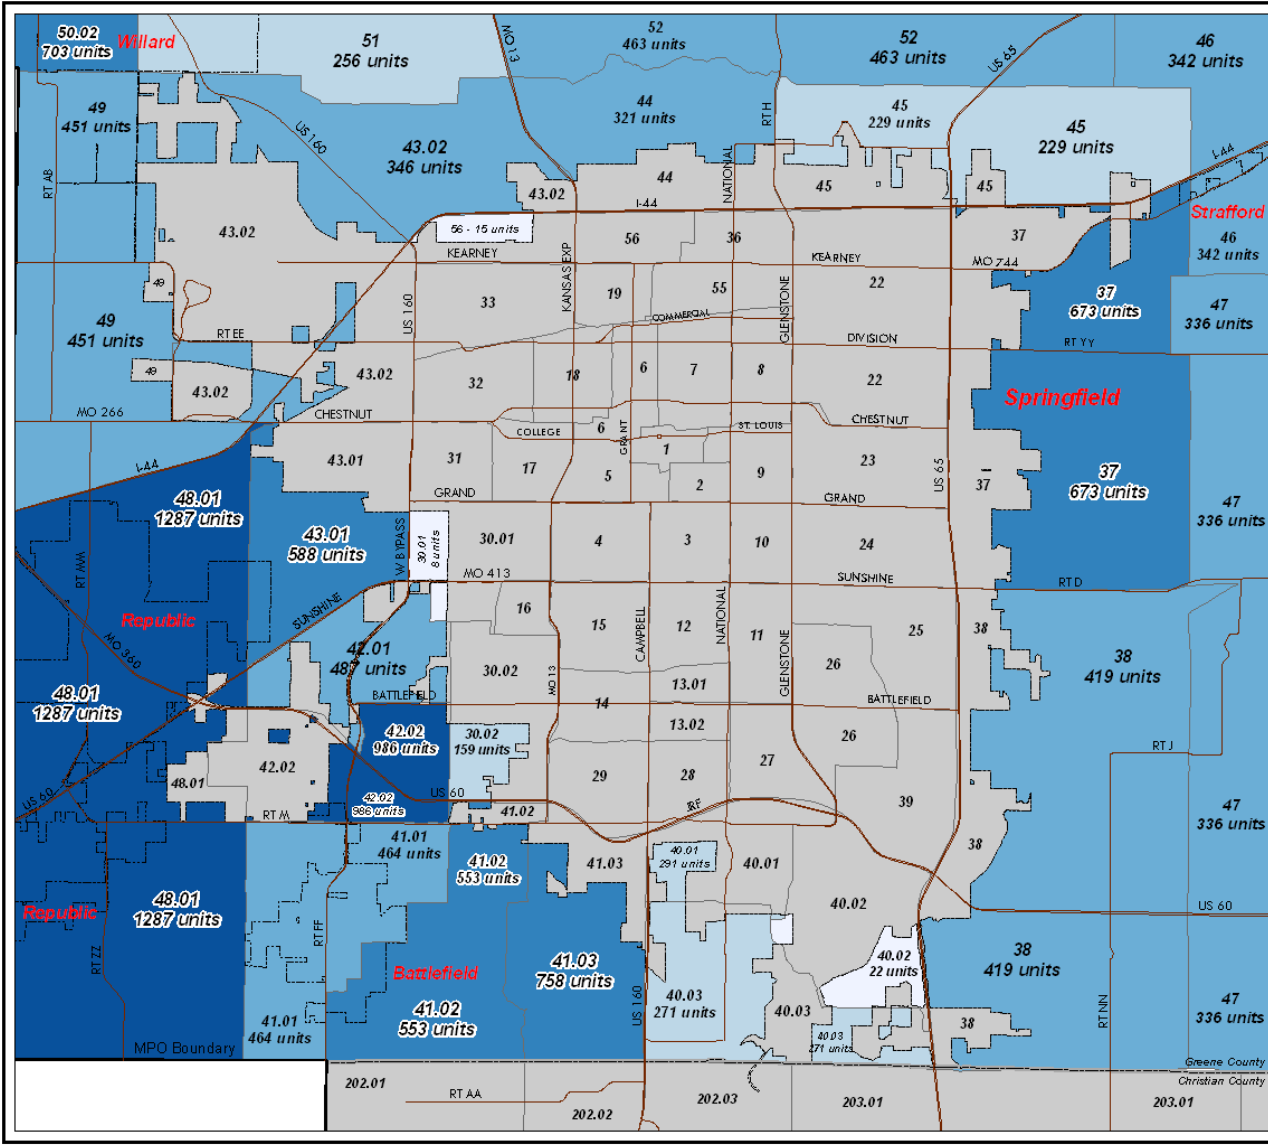 50.02
703 units
Willard
51
256 units
MO 13
52
463 units
52
463 units
US 65
46
342 units
49
451 units
US 160
43.02
346 units
44
321 units
RT H
45
229 units
45
229 units
I-44
RT AB
43.02
44
I-44
NATIONAL
45
45
Strafford
43.02
56 - 15 units
KEARNEY
56
36
KEARNEY
37
MO 744
46
342 units
49
US 160
33
KANSAS EXP
19
55
COMMERCIAL
GLENSTONE
22
37
673 units
47
336 units
49
451 units
RT EE
DIVISION
RT YY
49
43.02
43.02
32
18
6
7
8
22
Springfield
MO 266
CHESTNUT
COLLEGE
6
GRANT
ST. LOUIS
CHESTNUT
I-44
43.01
31
17
5
1
2
9
23
US 65
37
37
673 units
48.01
1287 units
GRAND
GRAND
47
336 units
43.01
588 units
W BYPASS
30.01
8 units
30.01
4
3
10
24
RT MM
MO 413
SUNSHINE
RT D
Republic
SUNSHINE
MO 360
16
15
CAMPBELL
12
NATIONAL
11
GLENSTONE
25
38
42.01
487 units
30.02
26
38
419 units
48.01
1287 units
BATTLEFIELD
MO 13
14
13.01
BATTLEFIELD
42.02
986 units
30.02
159 units
13.02
26
RT J
42.02
48.01
29
28
27
39
US 60
42.02
986 units
US 60
41.02
JRF
RT M
47
336 units
41.01
464 units
41.02
553 units
41.03
40.01
291 units
40.01
38
Republic
48.01
1287 units
RT FF
40.02
US 60
RT ZZ
Battlefield
41.03
758 units
40.02
22 units
38
419 units
41.01
464 units
41.02
553 units
US 160
40.03
271 units
40.03
40.03
271 units
38
RT NN
47
336 units
MPO Boundary
Greene County
Christian County
202.01
RT AA
202.02
202.03
203.01
203.01